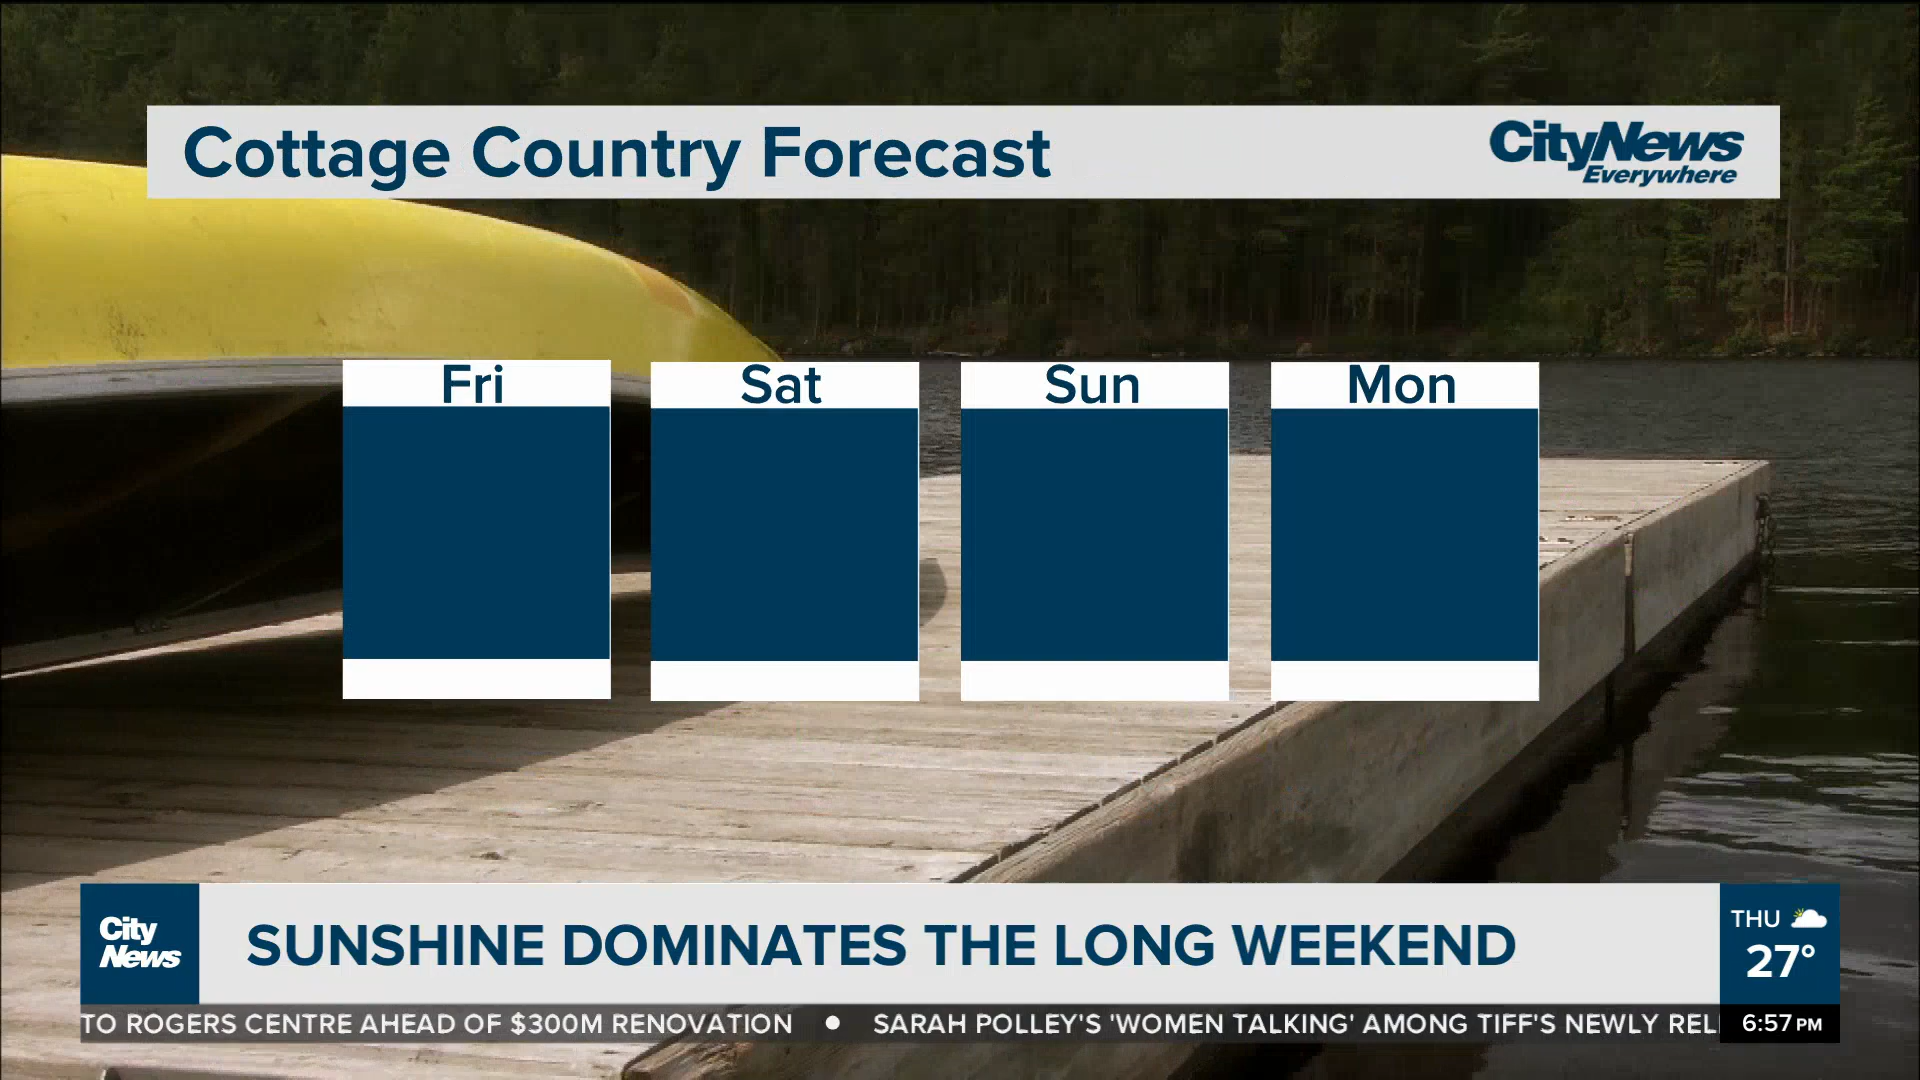 Cottage Country Forecast
CityNews
Everywhere
Fri
Sat
Sun
Mon
City
News
SUNSHINE DOMINATES THE LONG WEEKEND
THU
27°
TO ROGERS CENTRE AHEAD OF $300M RENOVATION ● SARAH POLLEY'S 'WOMEN TALKING' AMONG TIFF'S NEWLY REL
6:57 PM